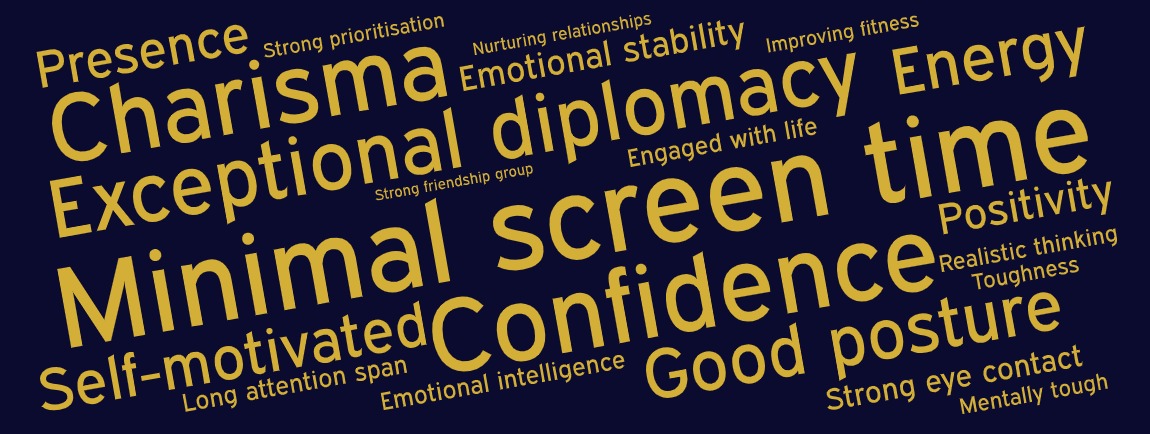 Presence
Strong prioritisation
Nurturing relationships
Improving fitness
Charisma
Emotional stability
Energy
Exceptional diplomacy
Engaged with life
Strong friendship group
Minimal screen time
Positivity
Realistic thinking
Toughness
Self-motivated
Confidence
Good posture
Long attention span
Emotional intelligence
Strong eye contact
Mentally tough